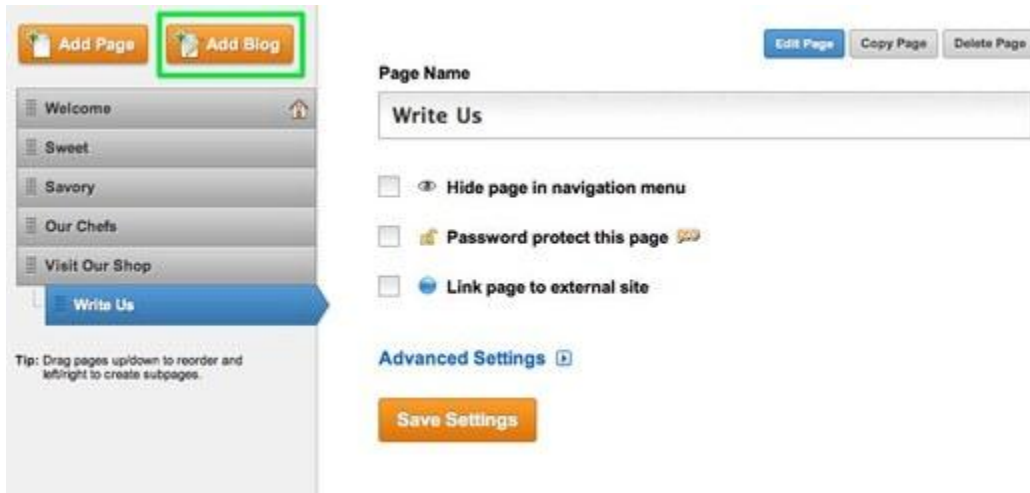 Add Page
Add Blog
Edit Page
Copy Page
Delete Page
Page Name
Write Us
Welcome
Sweet
Savory
Our Chefs
Visit Our Shop
Write Us
Tip: Drag pages up/down to reorder and
left/right to create subpages.
Hide page in navigation menu
Password protect this page
Link page to external site
Advanced Settings
Save Settings